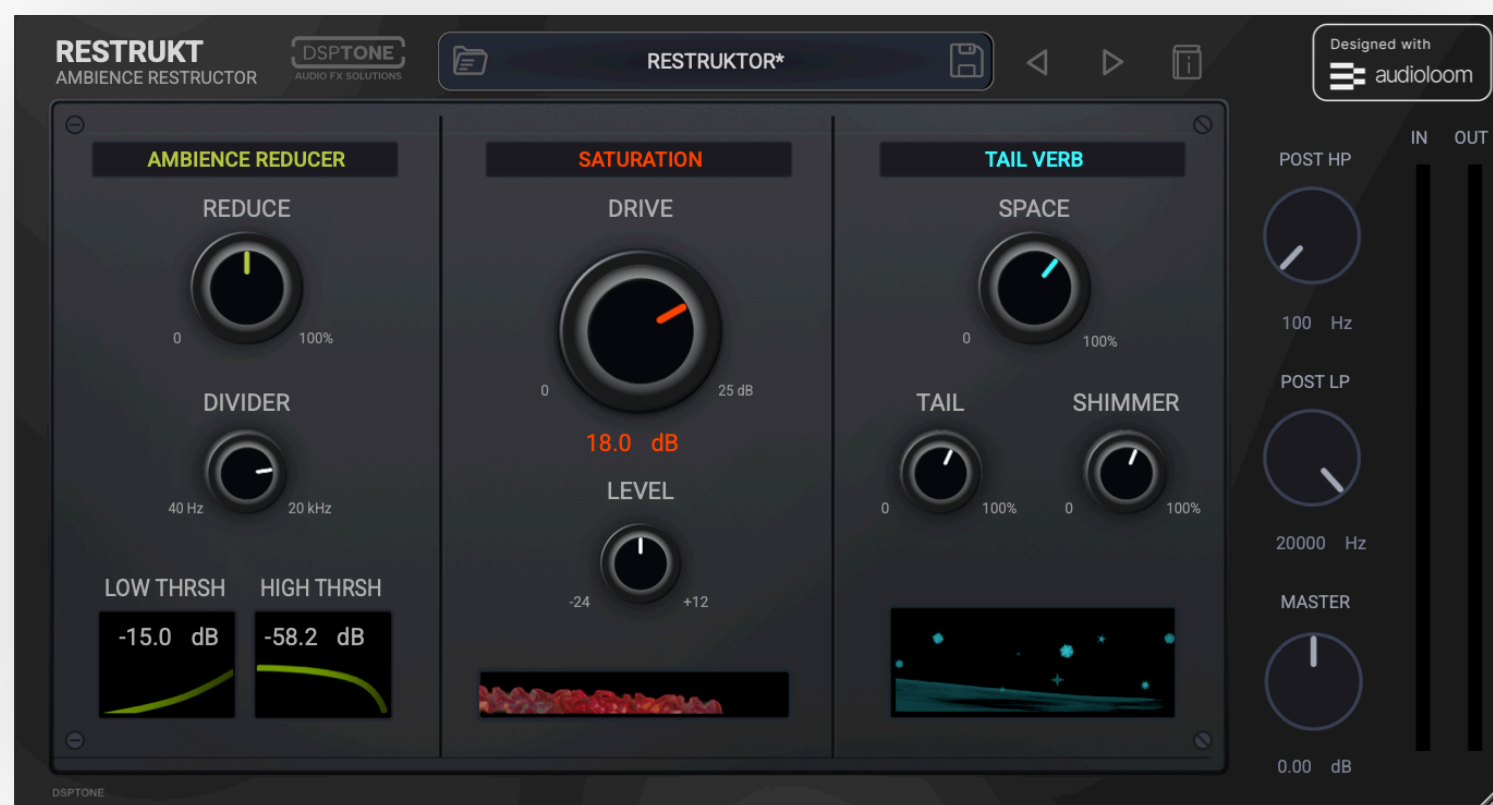 RESTRUKT
AMBIENCE RESTRUCTOR
DSPTONE
AUDIO FX SOLUTIONS
RESTRUKTOR*
Designed with
audioloom
AMBIENCE REDUCER
REDUCE
0 100%
DIVIDER
40 Hz 20 kHz
LOW THRSH HIGH THRSH
-15.0 dB -58.2 dB
SATURATION
DRIVE
0 25 dB
18.0 dB
LEVEL
-24 +12
TAIL VERB
SPACE
0 100%
TAIL SHIMMER
0 100% 0 100%
POST HP
100 Hz
POST LP
20000 Hz
MASTER
0.00 dB
IN OUT
DSPTONE